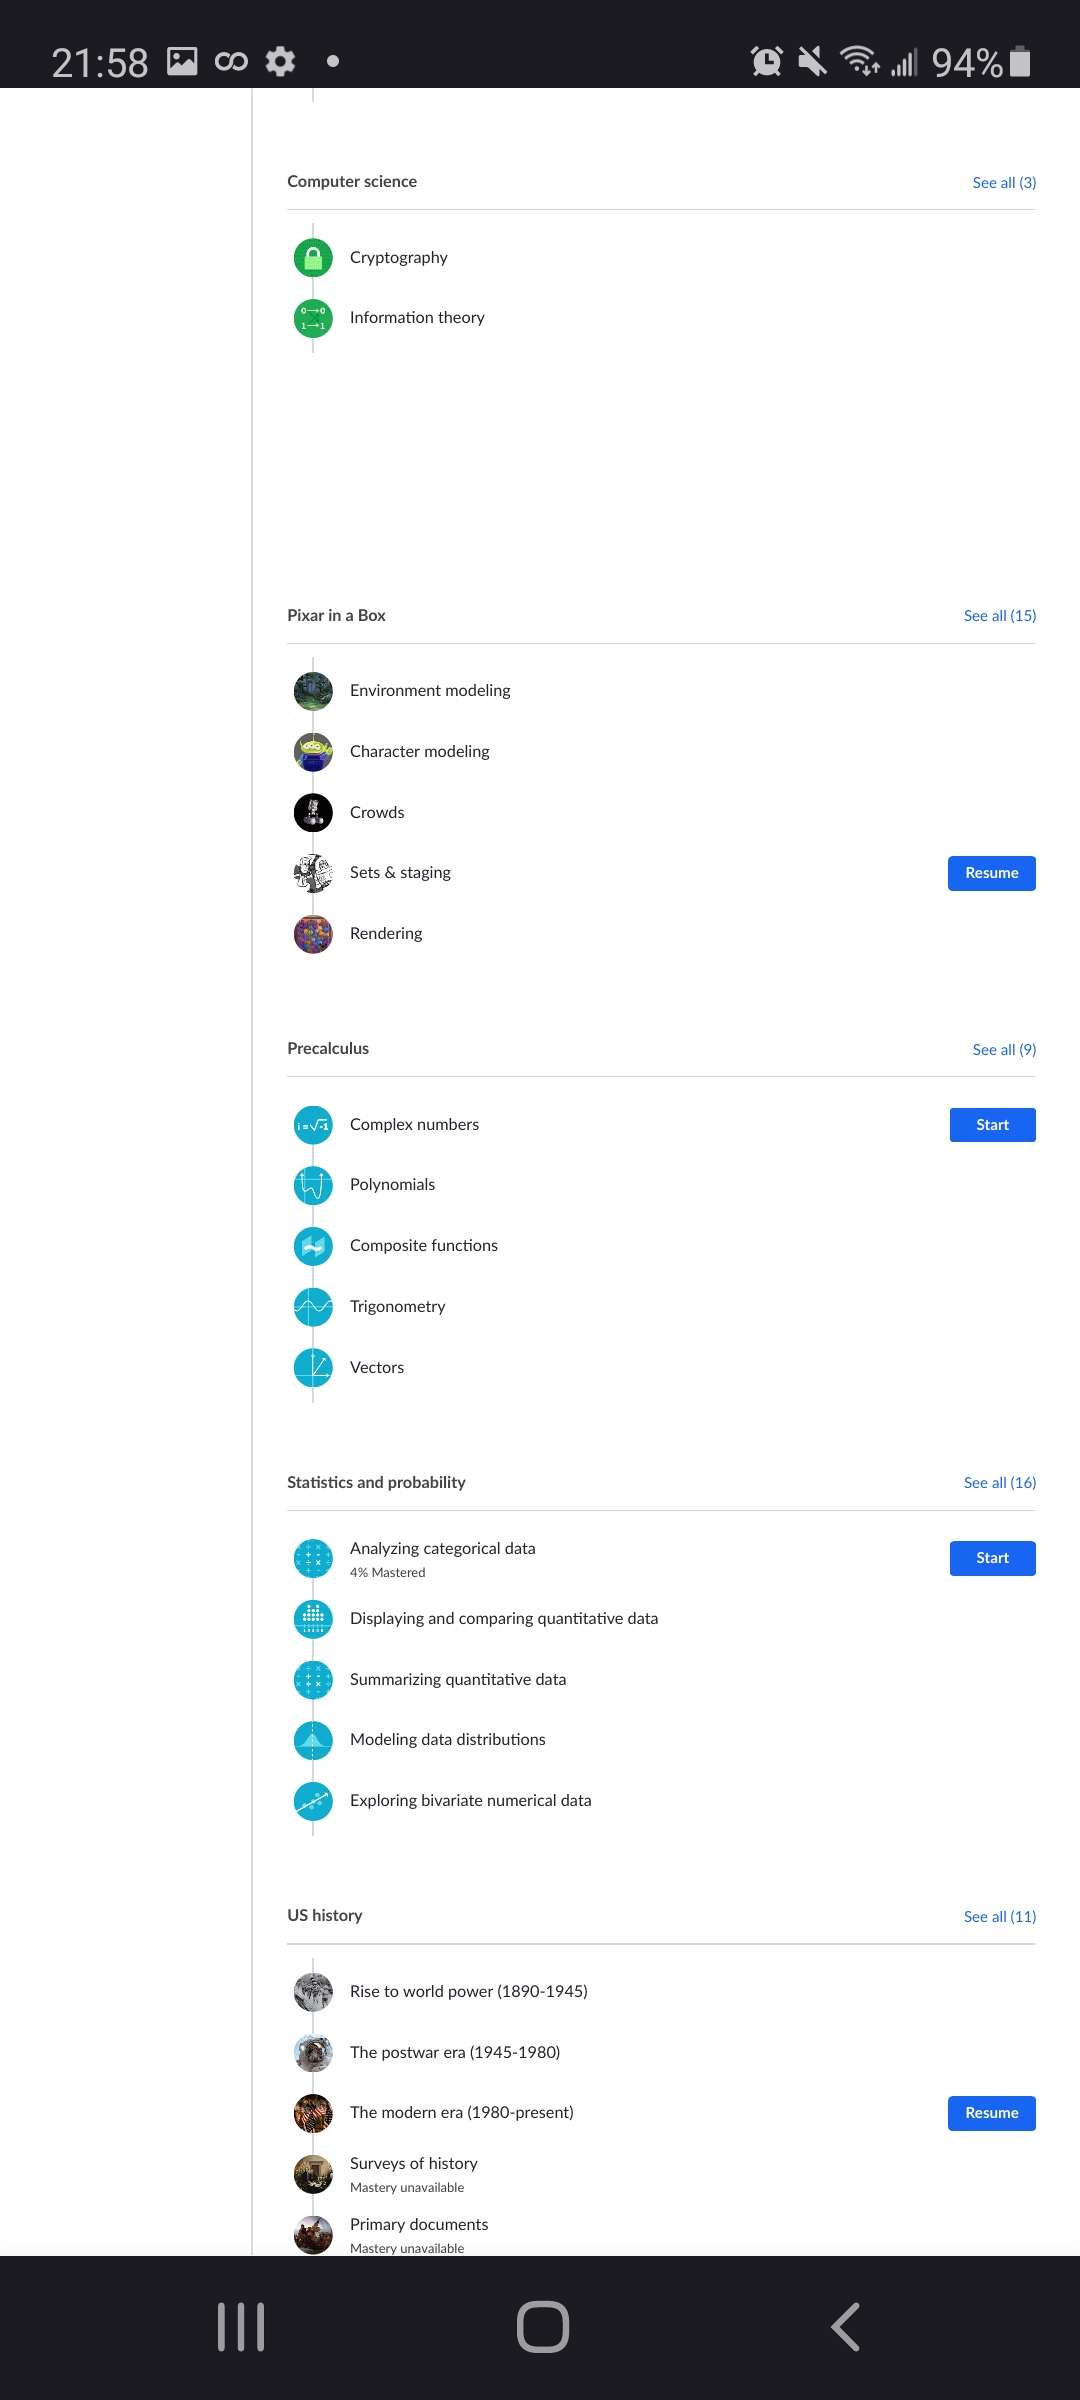 21:58
94%
Computer science
See all (3)
Cryptography
Information theory
Pixar in a Box
See all (15)
Environment modeling
Character modeling
Crowds
Sets & staging
Resume
Rendering
Precalculus
See all (9)
i=√-1
Complex numbers
Start
Polynomials
Composite functions
Trigonometry
Vectors
Statistics and probability
See all (16)
Analyzing categorical data
4% Mastered
Start
Displaying and comparing quantitative data
Summarizing quantitative data
Modeling data distributions
Exploring bivariate numerical data
US history
See all (11)
Rise to world power (1890-1945)
The postwar era (1945-1980)
The modern era (1980-present)
Resume
Surveys of history
Mastery unavailable
Primary documents
Mastery unavailable